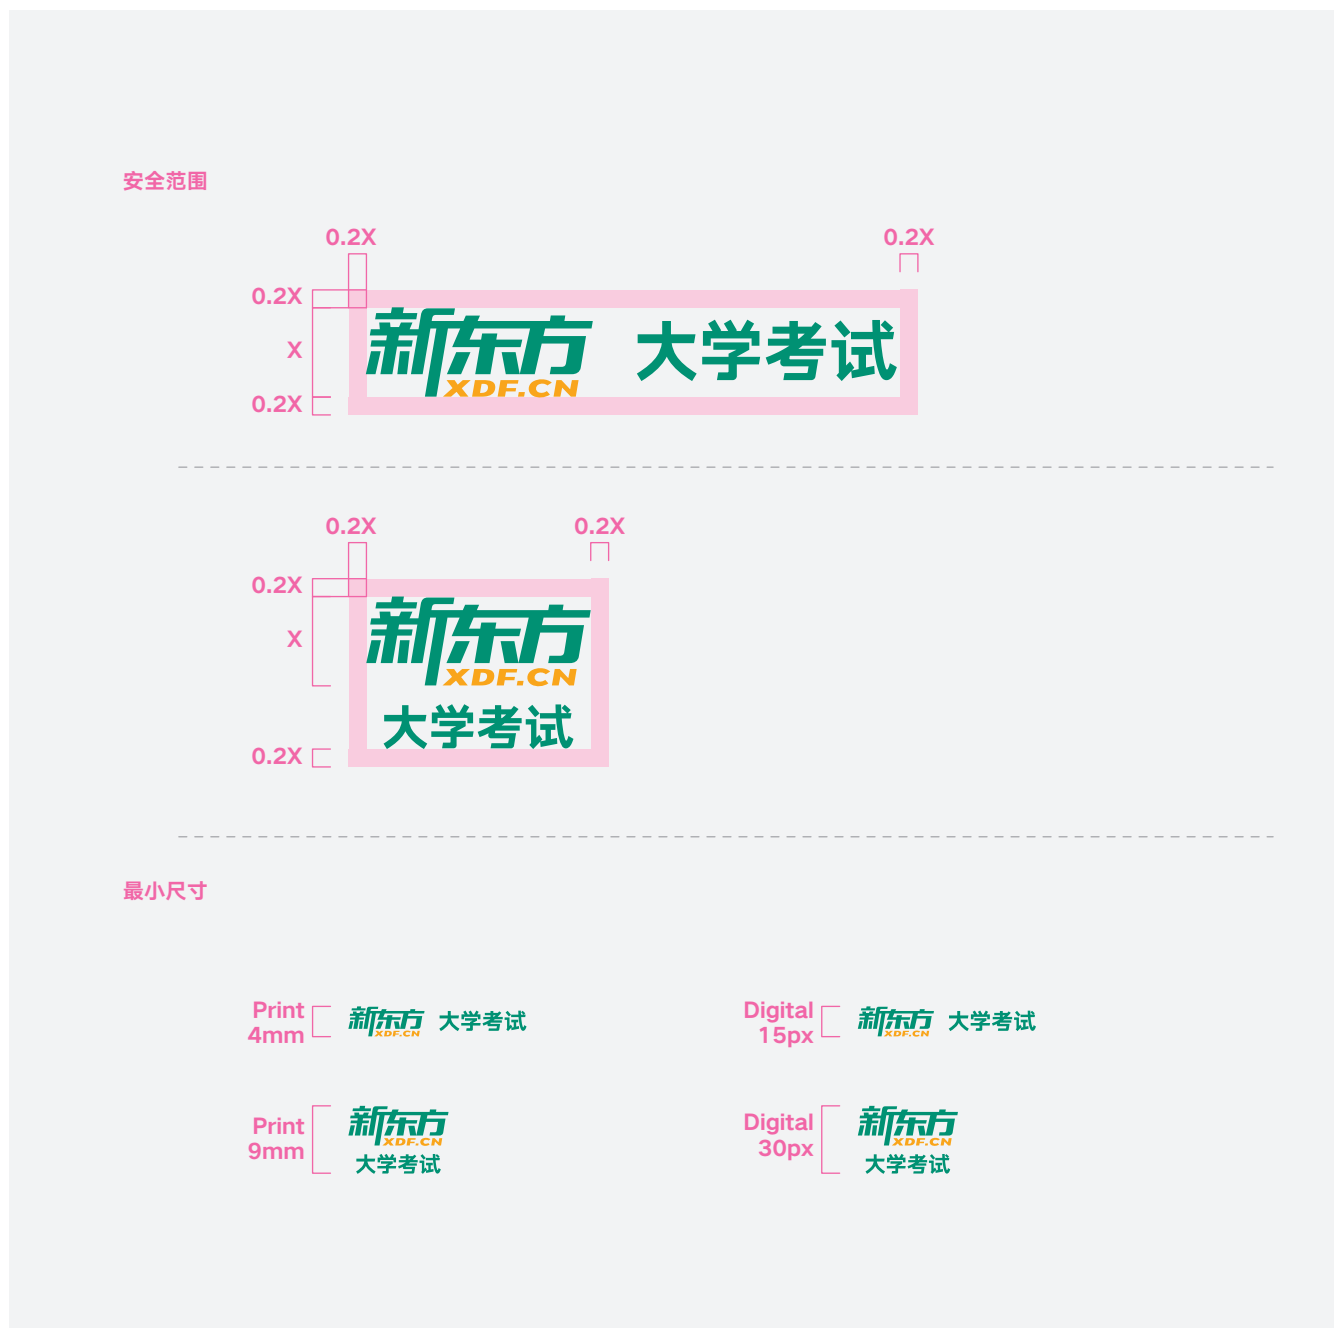 安全范围
0.2X 0.2X
0.2X
X
0.2X
新东方 大学考试
XDF.CN
0.2X 0.2X
0.2X
X
0.2X
新东方
XDF.CN
大学考试
最小尺寸
Print
4mm
新东方 大学考试
XDF.CN
Digital
15px
新东方 大学考试
XDF.CN
Print
9mm
新东方
XDF.CN
大学考试
Digital
30px
新东方
XDF.CN
大学考试